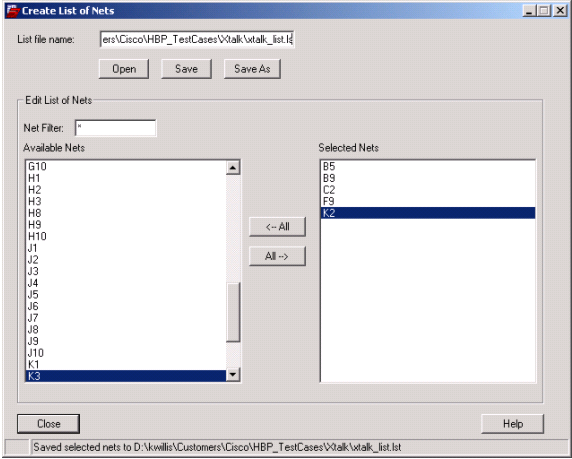 Create List of Nets
List file name: ers\Cisco\HBP_TestCases\Xtalk\xtalk_list.ls
Open Save Save As
Edit List of Nets
Net Filter: *
Available Nets Selected Nets
G10
H1
H2
H3
H8
H9
H10
J1
J2
J3
J4
J5
J6
J7
J8
J9
J10
K1
K3
<-- All
All -->
B5
B9
C2
F9
K2
Close Help
Saved selected nets to D:\kwillis\Customers\Cisco\HBP_TestCases\Xtalk\xtalk_list.lst